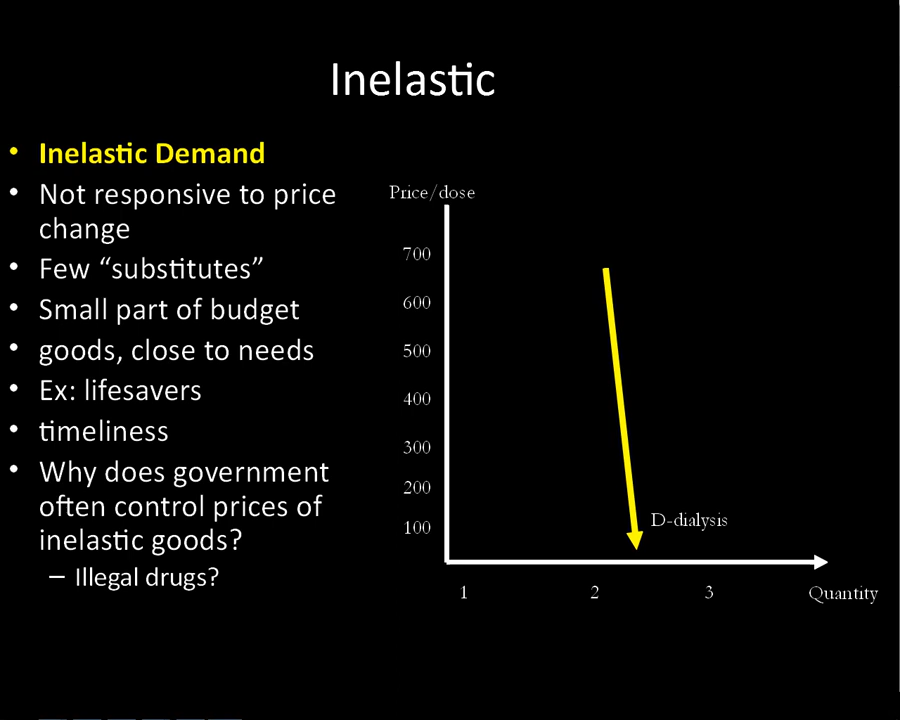 Inelastic
• Inelastic Demand
• Not responsive to price
change
• Few “substitutes”
• Small part of budget
• goods, close to needs
• Ex: lifesavers
• timeliness
• Why does government
often control prices of
inelastic goods?
– Illegal drugs?
Price/dose
700
600
500
400
300
200
100
D-dialysis
1 2 3 Quantity